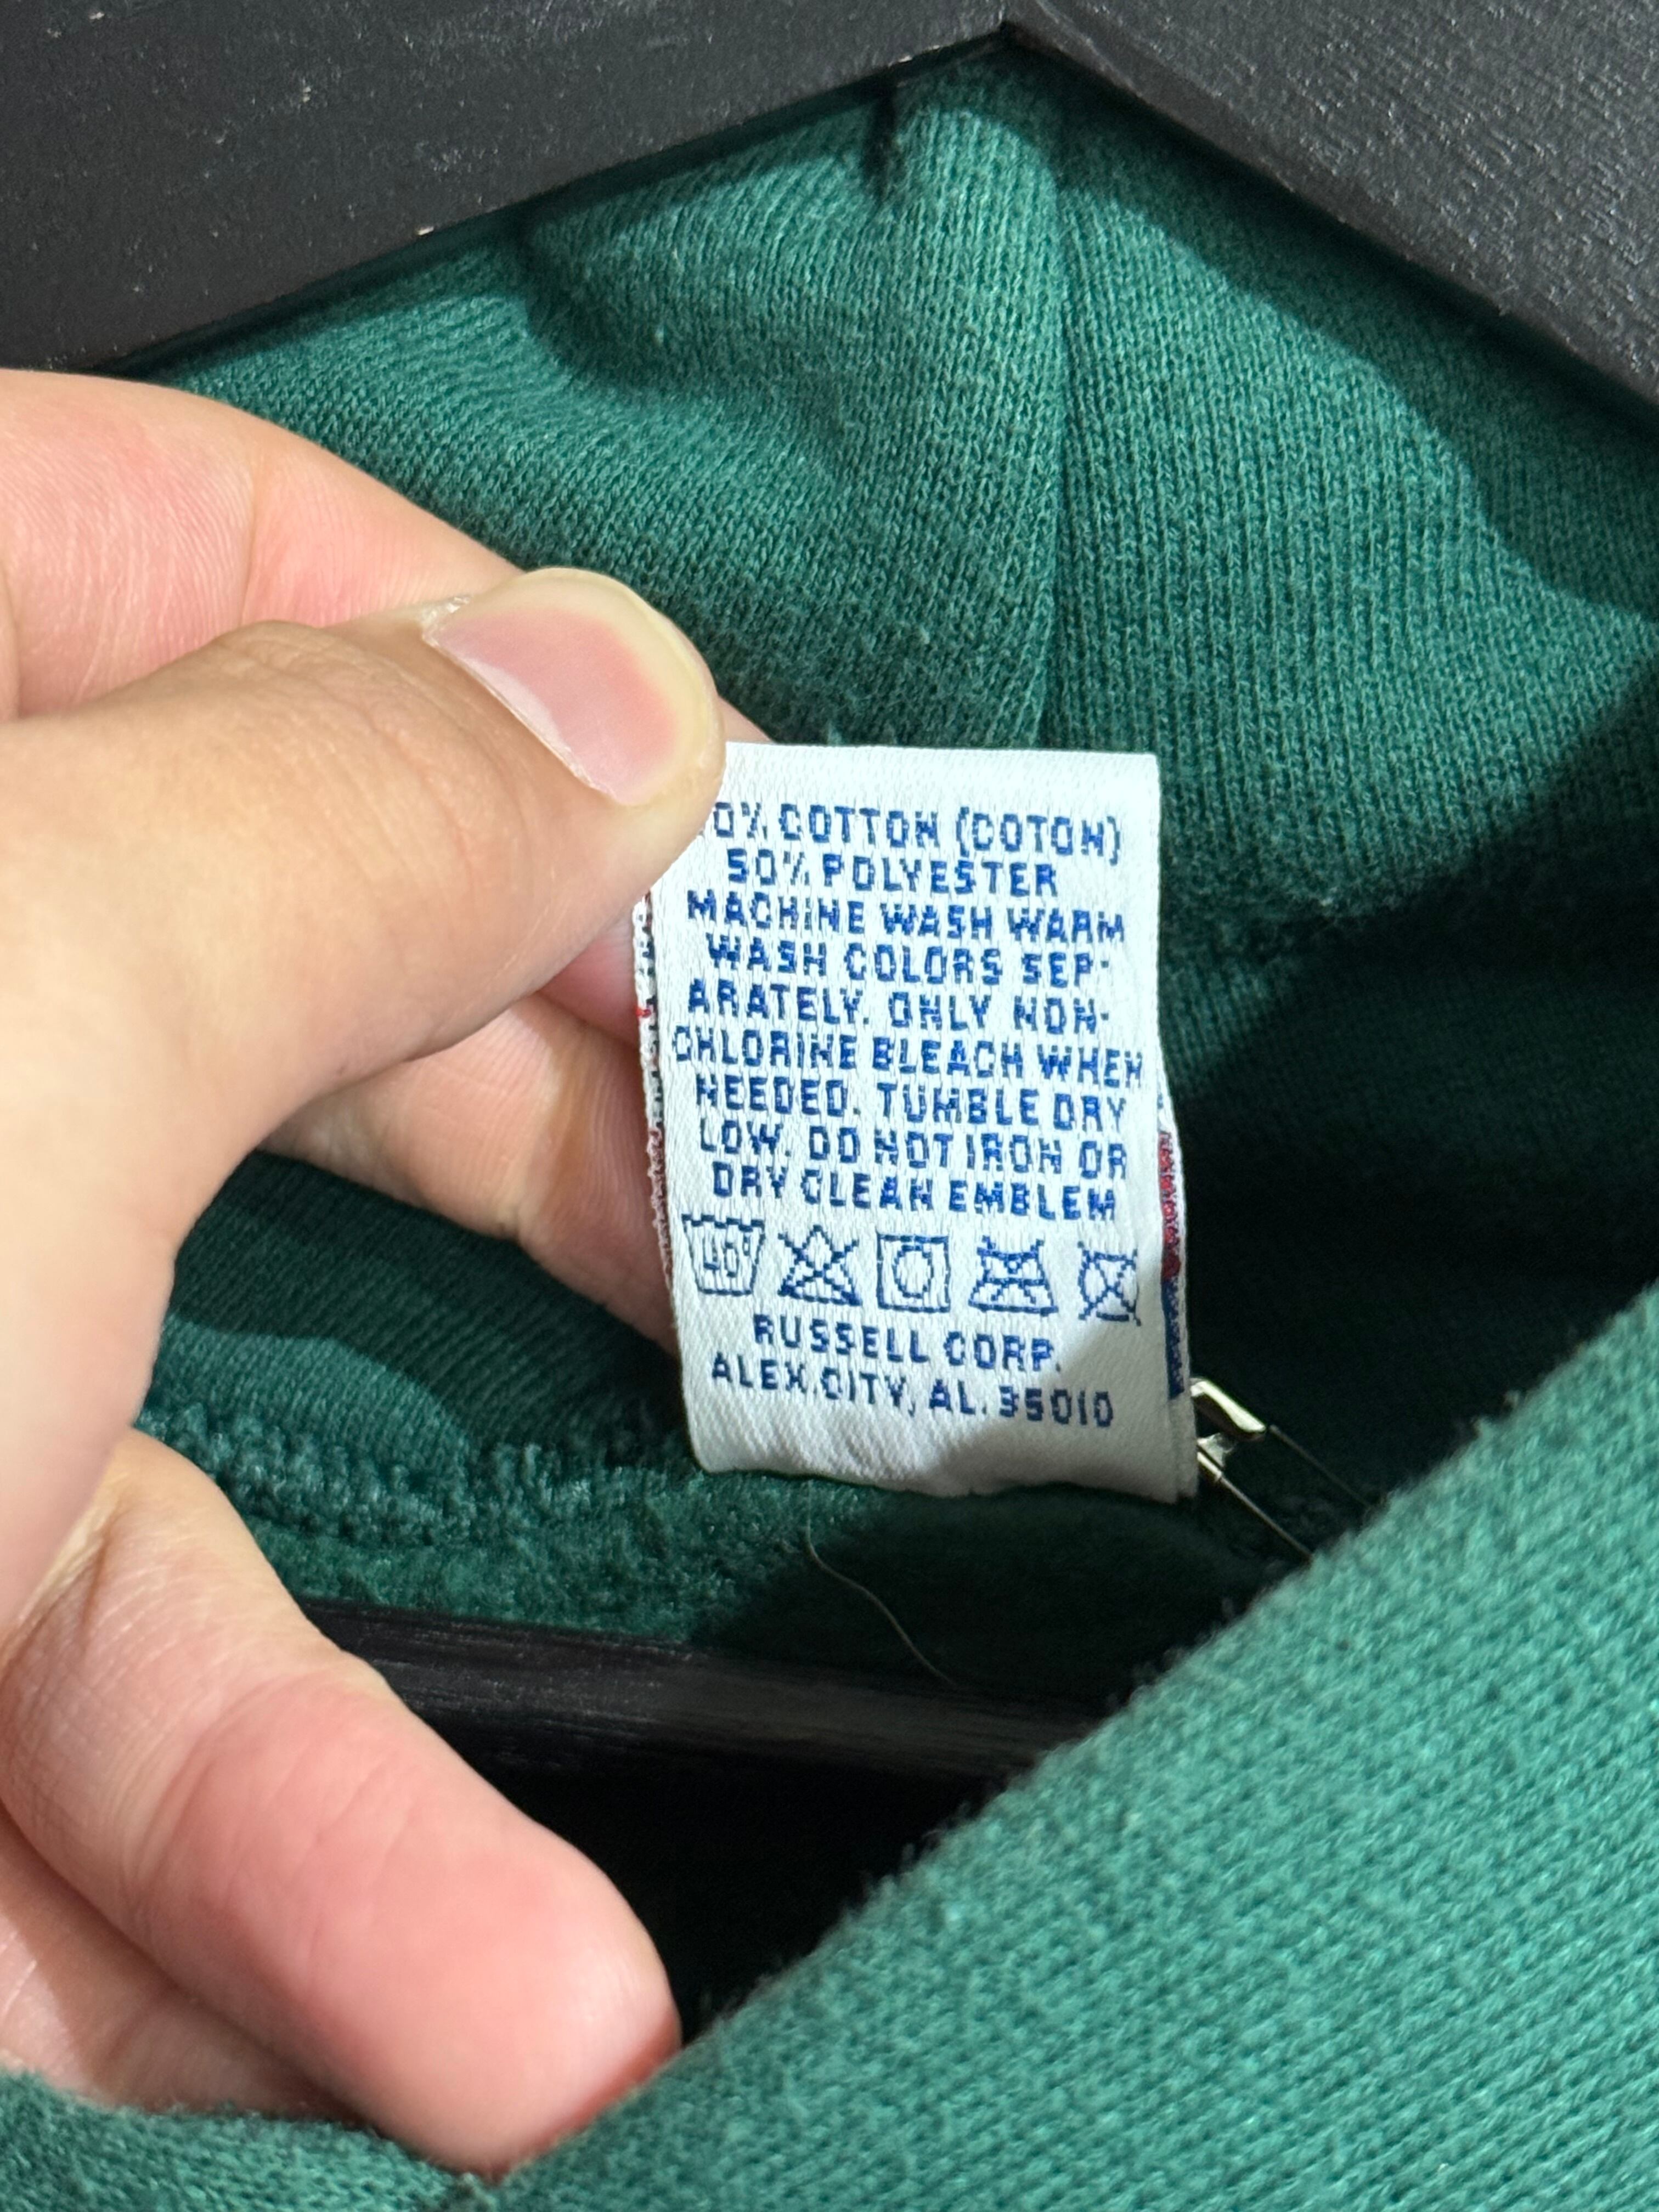 0% COTTON (COTON)
50% POLYESTER
MACHINE WASH WARM
WASH COLORS SEP-
ARATELY. ONLY NON-
CHLORINE BLEACH WHEN
NEEDED. TUMBLE DRY
LOW. DO NOT IRON OR
DRY CLEAN EMBLEM
40°
RUSSELL CORP.
ALEX.CITY, AL. 35010